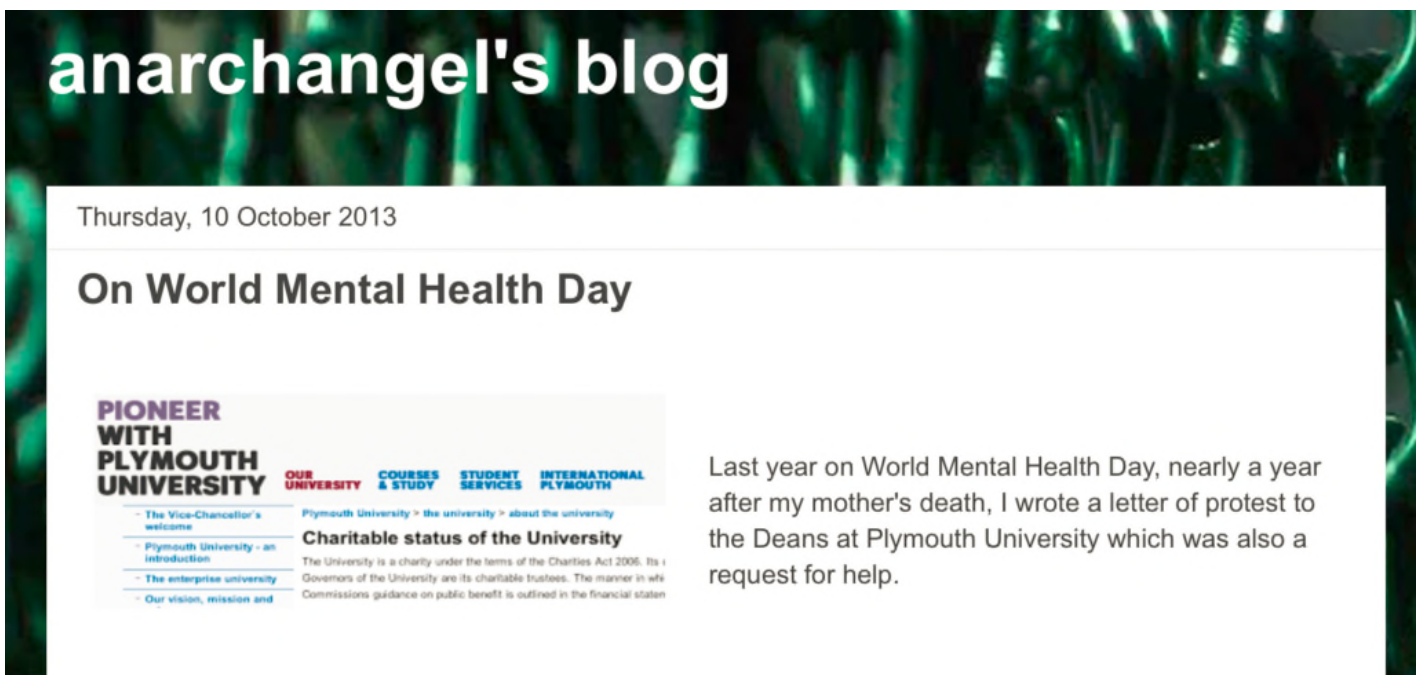 anarchangel's blog
Thursday, 10 October 2013
On World Mental Health Day
PIONEER
WITH
PLYMOUTH
UNIVERSITY
OUR
UNIVERSITY
COURSES
& STUDY
STUDENT
SERVICES
INTERNATIONAL
PLYMOUTH
- The Vice-Chancellor's
welcome
- Plymouth University - an
introduction
- The enterprise university
- Our vision, mission and
Plymouth University > the university > about the university
Charitable status of the University
The University is a charity under the terms of the Charities Act 2006. Its
Governors of the University are its charitable trustees. The manner in whi
Commissions guidance on public benefit is outlined in the financial staten
Last year on World Mental Health Day, nearly a year
after my mother's death, I wrote a letter of protest to
the Deans at Plymouth University which was also a
request for help.